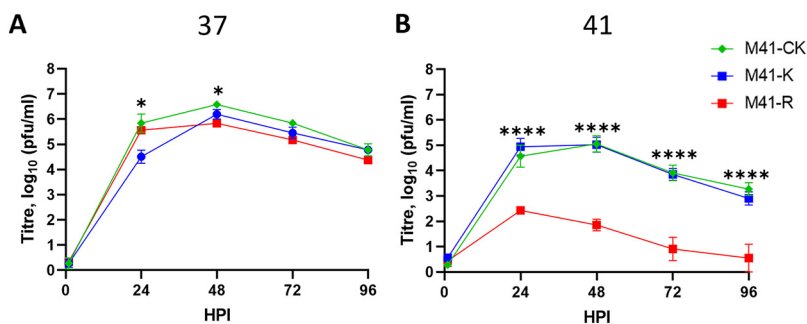 A
37
Titre, log10 (pfu/ml)
8
7
6
5
4
3
2
1
0
*
*
0 24 48 72 96
HPI
B
41
Titre, log10 (pfu/ml)
8
7
6
5
4
3
2
1
0
****
****
****
****
0 24 48 72 96
HPI
M41-CK
M41-K
M41-R